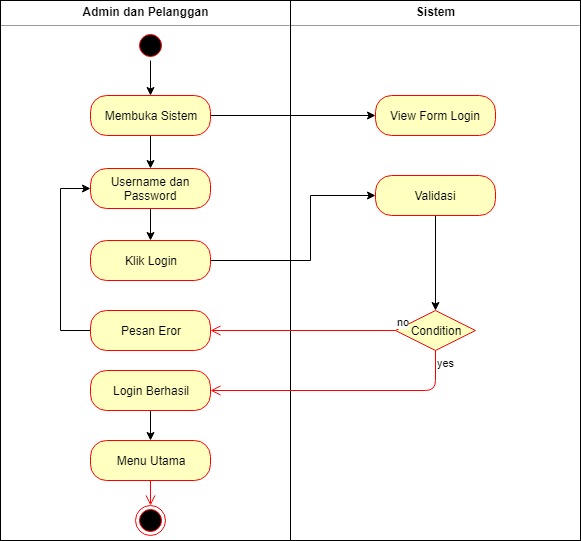 Admin dan Pelanggan
Sistem
Membuka Sistem
View Form Login
Username dan
Password
Validasi
Klik Login
no
Condition
Pesan Eror
yes
Login Berhasil
Menu Utama